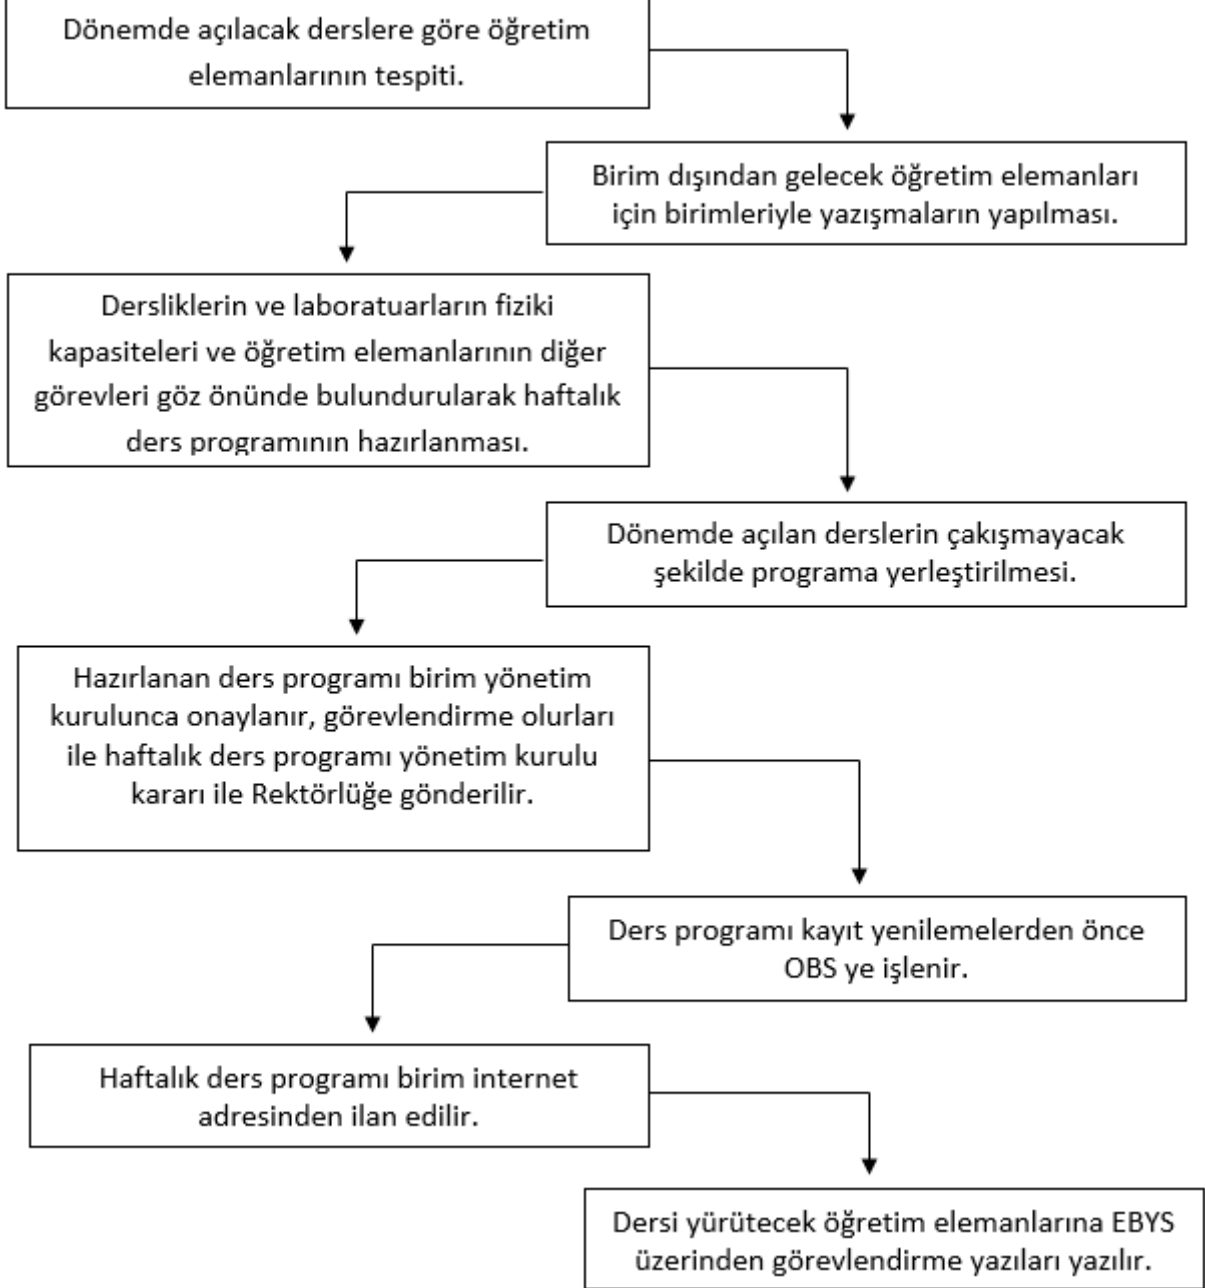 Dönemde açılacak derslere göre öğretim
elemanlarının tespiti.
Birim dışından gelecek öğretim elemanları
için birimleriyle yazışmaların yapılması.
Dersliklerin ve laboratuarların fiziki
kapasiteleri ve öğretim elemanlarının diğer
görevleri göz önünde bulundurularak haftalık
ders programının hazırlanması.
Dönemde açılan derslerin çakışmayacak
şekilde programa yerleştirilmesi.
Hazırlanan ders programı birim yönetim
kurulunca onaylanır, görevlendirme olurları
ile haftalık ders programı yönetim kurulu
kararı ile Rektörlüğe gönderilir.
Ders programı kayıt yenilemelerden önce
OBS ye işlenir.
Haftalık ders programı birim internet
adresinden ilan edilir.
Dersi yürütecek öğretim elemanlarına EBYS
üzerinden görevlendirme yazıları yazılır.